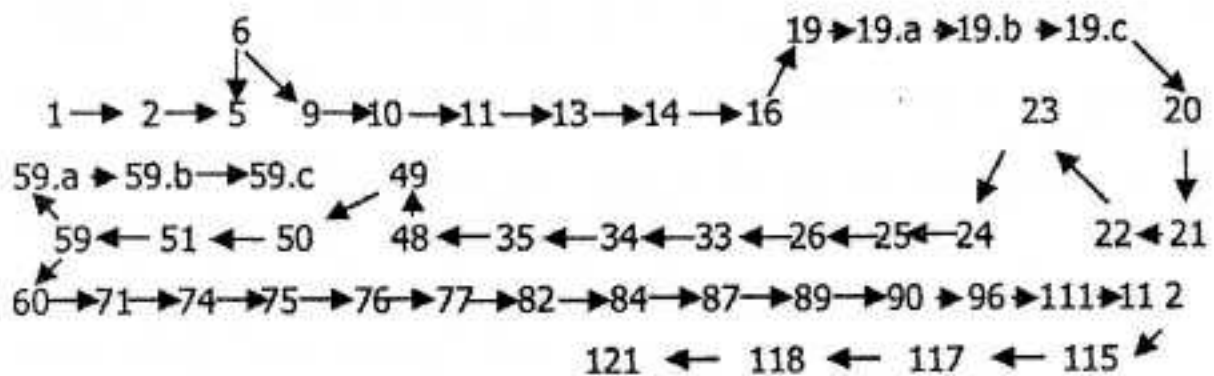 6 19 19.a 19.b 19.c
1 2 5 9 10 11 13 14 16 23 20
59.a 59.b 59.c 49
59 51 50 48 35 34 33 26 25 24 22 21
60 71 74 75 76 77 82 84 87 89 90 96 111 11 2
121 118 117 115